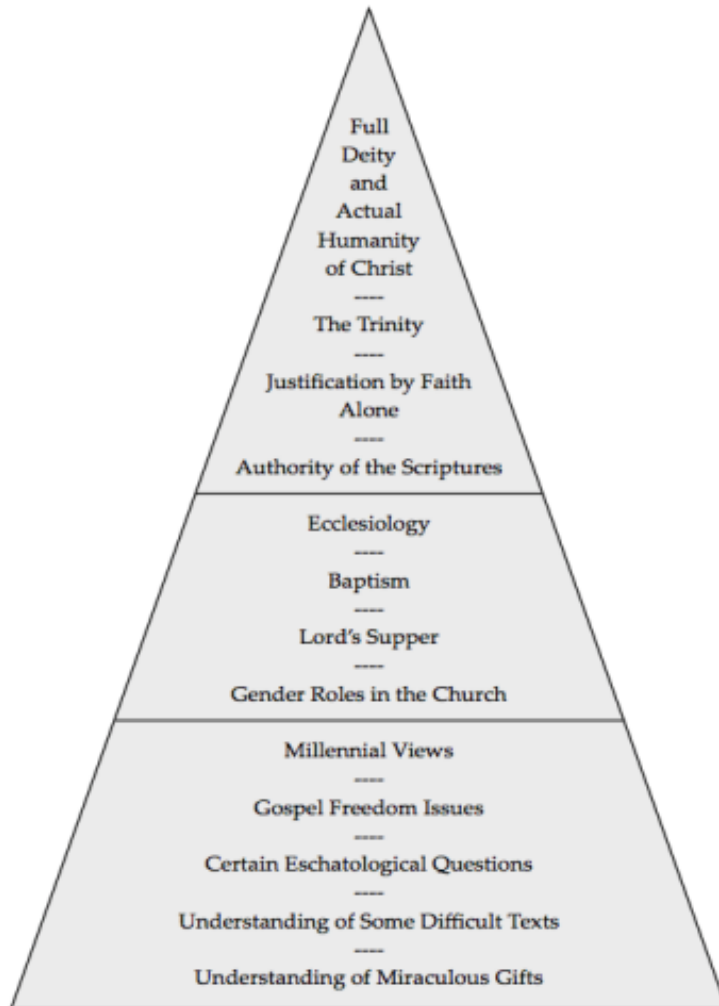 Full
Deity
and
Actual
Humanity
of Christ
----
The Trinity
----
Justification by Faith
Alone
----
Authority of the Scriptures
Ecclesiology
----
Baptism
----
Lord's Supper
----
Gender Roles in the Church
Millennial Views
----
Gospel Freedom Issues
----
Certain Eschatological Questions
----
Understanding of Some Difficult Texts
----
Understanding of Miraculous Gifts